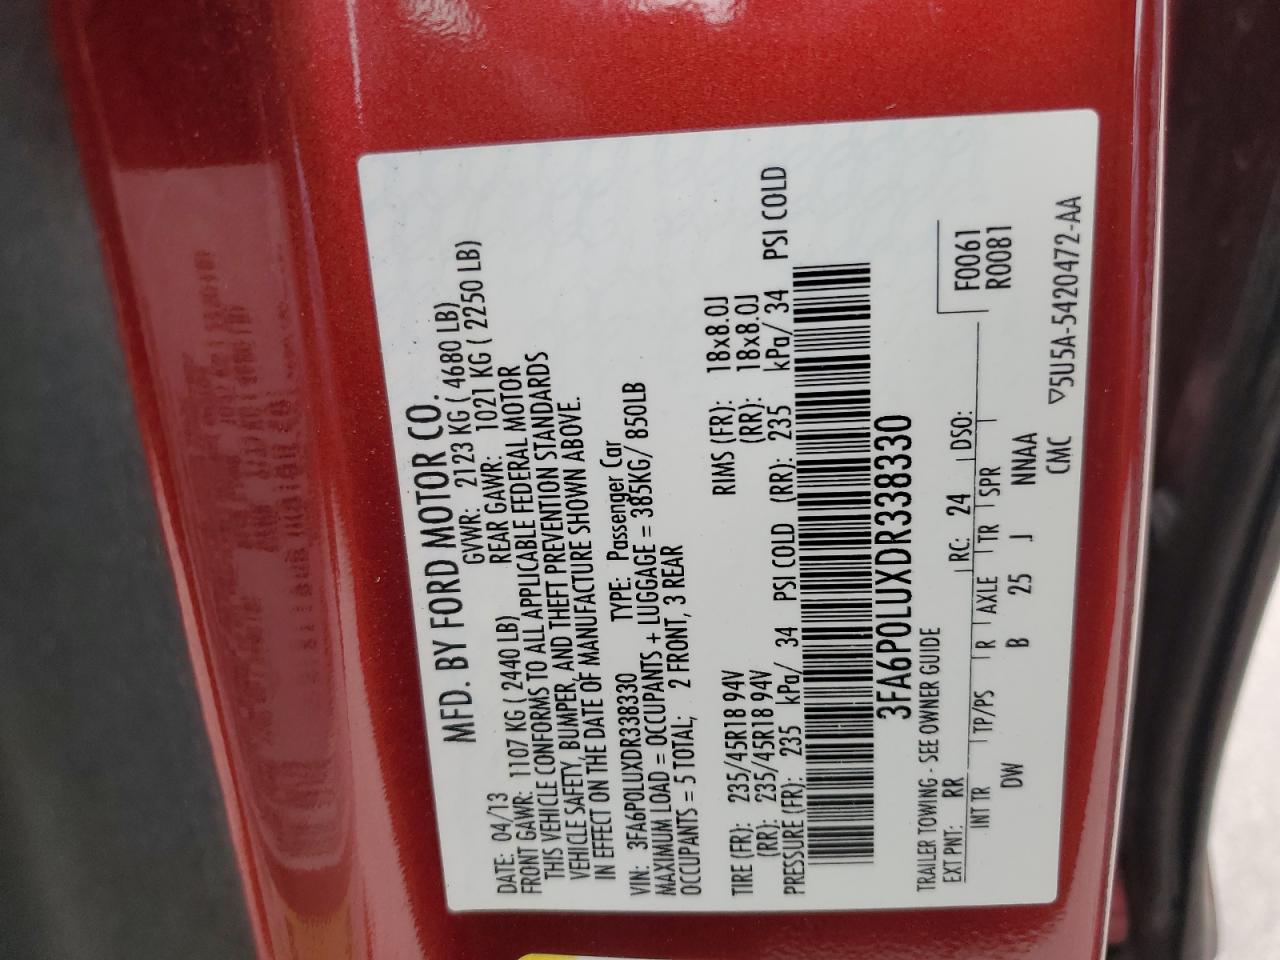 MFD. BY FORD MOTOR CO.
DATE: 04/13 GVWR: 2123 KG ( 4680 LB)
FRONT GAWR: 1107 KG ( 2440 LB) REAR GAWR: 1021 KG ( 2250 LB)
THIS VEHICLE CONFORMS TO ALL APPLICABLE FEDERAL MOTOR
VEHICLE SAFETY, BUMPER, AND THEFT PREVENTION STANDARDS
IN EFFECT ON THE DATE OF MANUFACTURE SHOWN ABOVE.
VIN: 3FA6P0LUXDR338330 TYPE: Passenger Car
MAXIMUM LOAD = OCCUPANTS + LUGGAGE = 385KG/ 850LB
OCCUPANTS = 5 TOTAL; 2 FRONT, 3 REAR
TIRE (FR): 235/45R18 94V RIMS (FR): 18x8.0J
(RR): 235/45R18 94V (RR): 18x8.0J
PRESSURE (FR): 235 kPa/ 34 PSI COLD (RR): 235 kPa/ 34 PSI COLD
3FA6P0LUXDR338330
TRAILER TOWING - SEE OWNER GUIDE
F0061
EXT PNT: RR RC: 24 DSO:
R0081
INT TR TP/PS R AXLE TR SPR
DW B 25 J NNAA
CMC ▽5U5A-5420472-AA